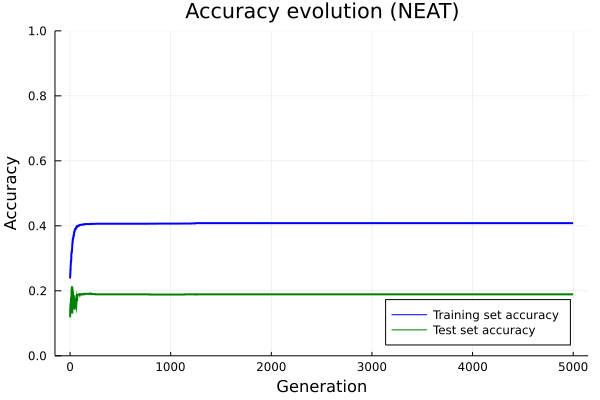 Accuracy evolution (NEAT)
1.0
0.8
0.6
0.4
0.2
0.0
Accuracy
Training set accuracy
Test set accuracy
0 1000 2000 3000 4000 5000
Generation